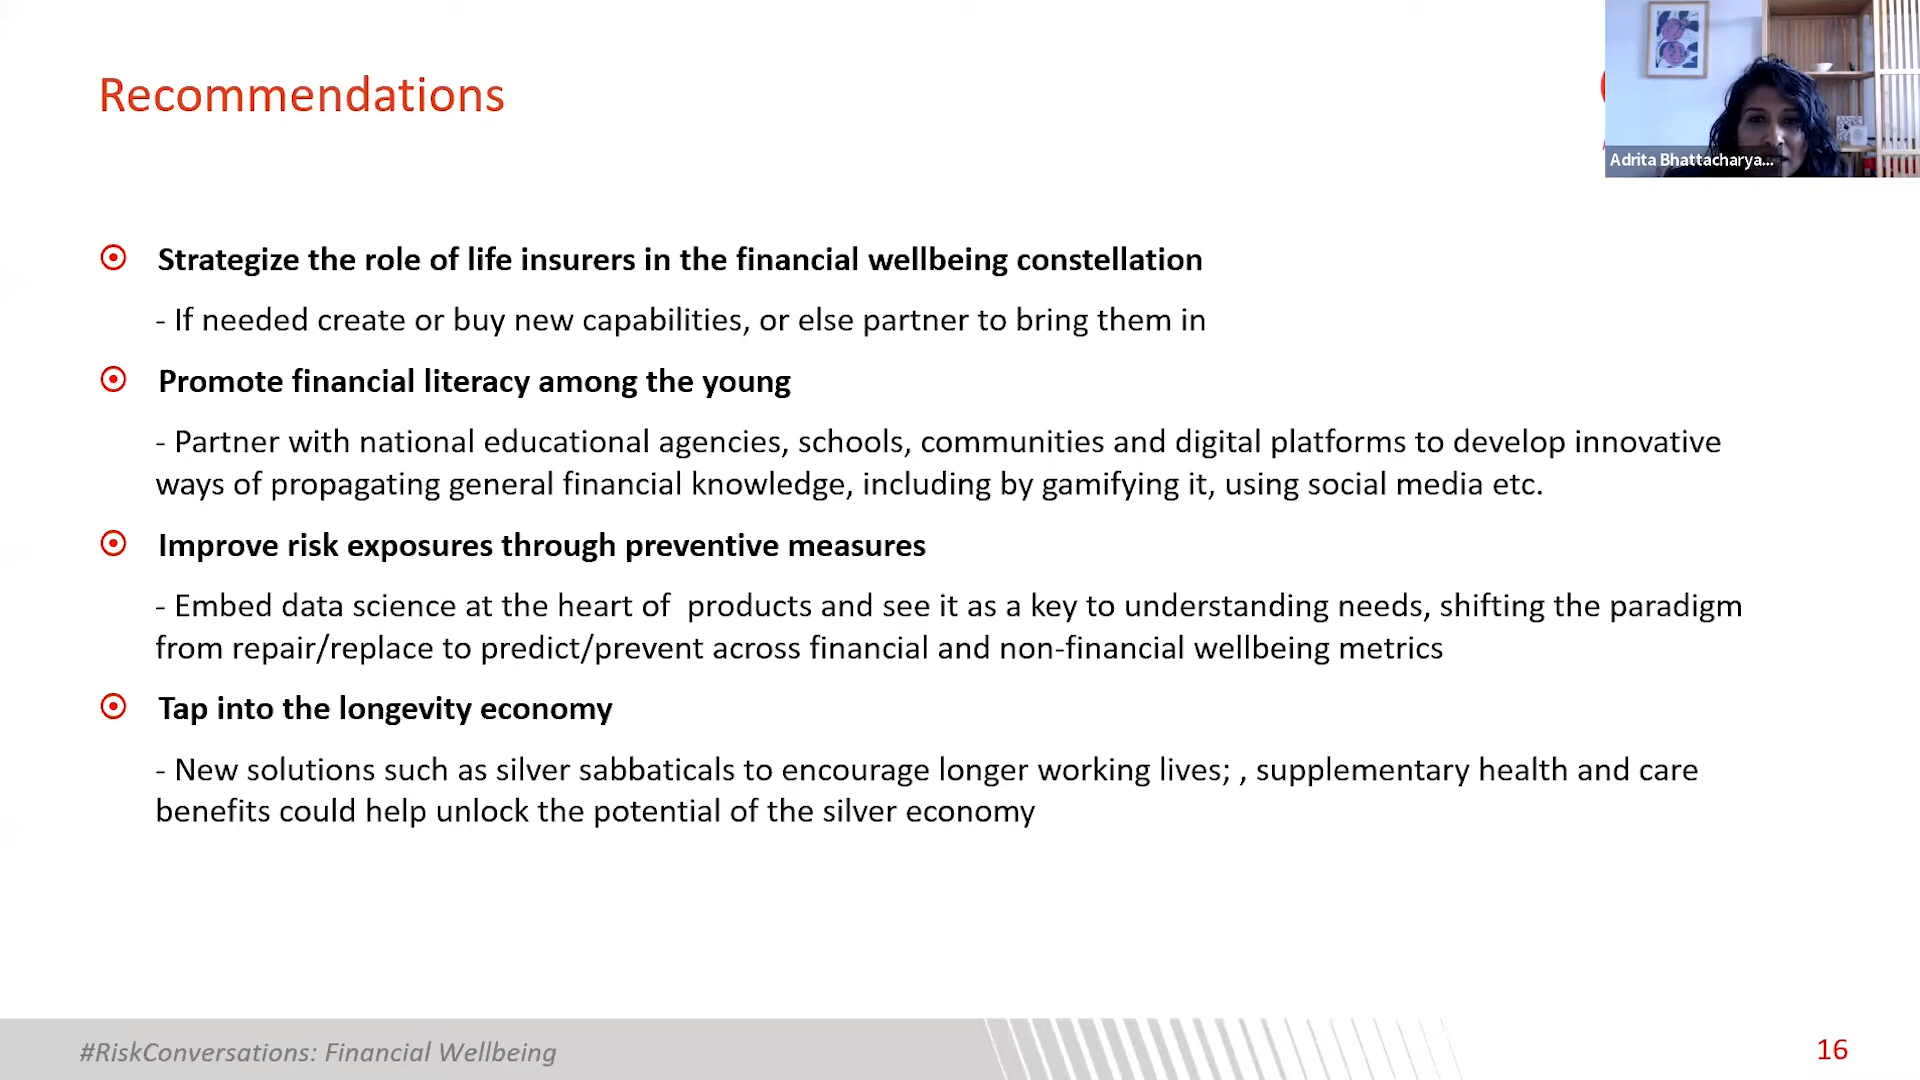 Recommendations
Adrita Bhattacharya...
Strategize the role of life insurers in the financial wellbeing constellation
- If needed create or buy new capabilities, or else partner to bring them in
Promote financial literacy among the young
- Partner with national educational agencies, schools, communities and digital platforms to develop innovative
ways of propagating general financial knowledge, including by gamifying it, using social media etc.
Improve risk exposures through preventive measures
- Embed data science at the heart of  products and see it as a key to understanding needs, shifting the paradigm
from repair/replace to predict/prevent across financial and non-financial wellbeing metrics
Tap into the longevity economy
- New solutions such as silver sabbaticals to encourage longer working lives; , supplementary health and care
benefits could help unlock the potential of the silver economy
#RiskConversations: Financial Wellbeing
16